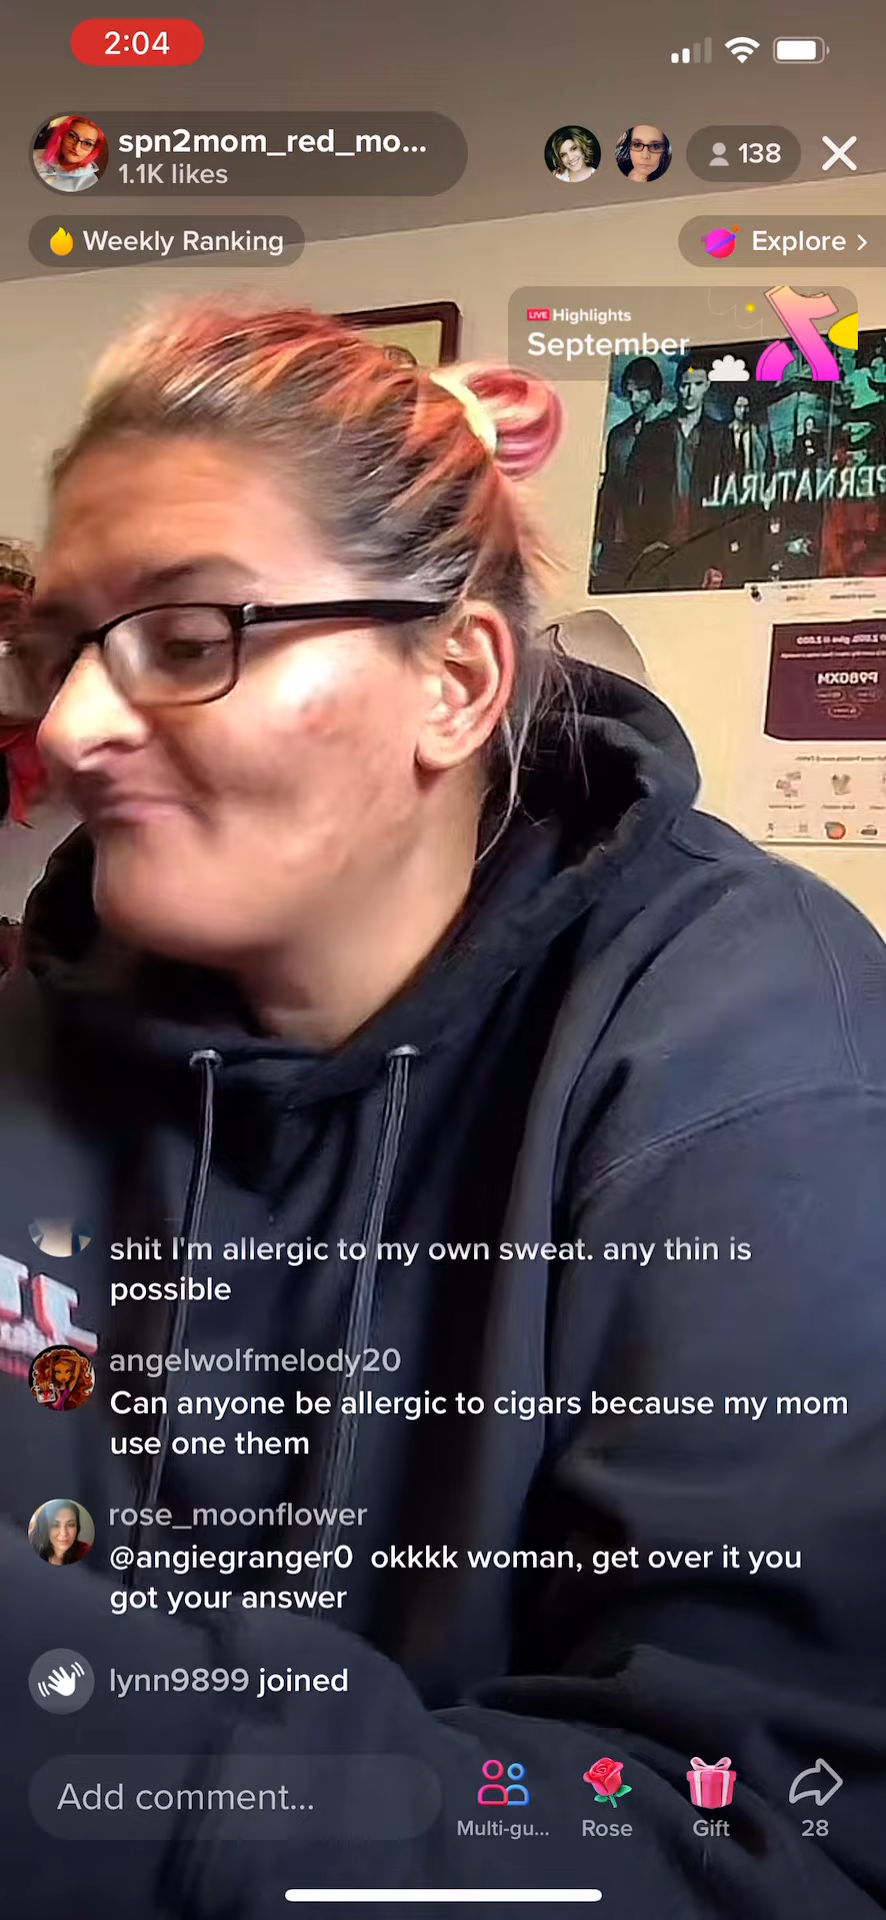 2:04
spn2mom_red_mo...
1.1K likes
138
Weekly Ranking
Explore >
LIVE Highlights
September
PERNATURAL
shit I'm allergic to my own sweat. any thin is
possible
angelwolfmelody20
Can anyone be allergic to cigars because my mom
use one them
rose_moonflower
@angiegranger0 okkkk woman, get over it you
got your answer
lynn9899 joined
Add comment...
Multi-gu...
Rose
Gift
28